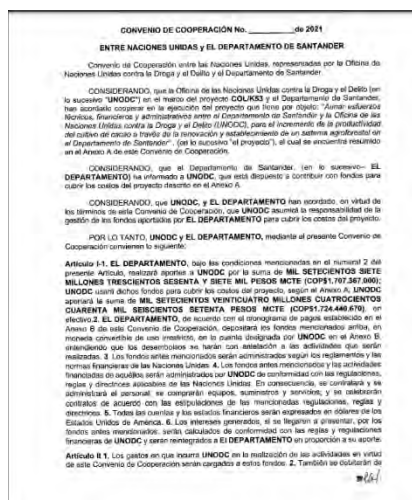 CONVENIO DE COOPERACIÓN No. ____________de 2021
ENTRE NACIONES UNIDAS y EL DEPARTAMENTO DE SANTANDER
Convenio de Cooperación entre las Naciones Unidas, representadas por la Oficina de
Naciones Unidas contra la Droga y el Delito y el Departamento de Santander.
CONSIDERANDO, que la Oficina de las Naciones Unidas contra la Droga y el Delito (en
lo sucesivo "UNODC") en el marco del proyecto COL/K53 y el Departamento de Santander,
han acordado cooperar en la ejecución del proyecto que tiene por objeto: "Aunar esfuerzos
Técnicos, financieros y administrativos entre el Departamento de Santander y la Oficina de las
Naciones Unidas contra la Droga y el Delito (UNODC), para el incremento de la productividad
del cultivo de cacao a través de la renovación y establecimiento de un sistema agroforestal en
el Departamento de Santander", (en lo sucesivo "el proyecto"), el cual se encuentra resumido
en el Anexo A de este Convenio de Cooperación.
CONSIDERANDO, que el Departamento de Santander, (en lo sucesivo– EL
DEPARTAMENTO) ha informado a UNODC, que está dispuesto a contribuir con fondos para
cubrir los costos del proyecto descrito en el Anexo A.
CONSIDERANDO, que UNODC, y EL DEPARTAMENTO han acordado, en virtud de
los términos de este Convenio de Cooperación, que UNODC asumirá la responsabilidad de la
gestión de los fondos aportados por EL DEPARTAMENTO para cubrir los costos del proyecto.
POR LO TANTO, UNODC y EL DEPARTAMENTO, mediante el presente Convenio de
Cooperación convienen lo siguiente:
Artículo I-1. EL DEPARTAMENTO, bajo las condiciones mencionadas en el numeral 2 del
presente Artículo, realizará aportes a UNODC por la suma de MIL SETECIENTOS SIETE
MILLONES TRESCIENTOS SESENTA Y SIETE MIL PESOS MCTE (COP$1.707.367.000);
UNODC usará dichos fondos para cubrir los costos del proyecto, según el Anexo A; UNODC
aportará la suma de MIL SETECIENTOS VEINTICUATRO MILLONES CUATROCIENTOS
CUARENTA MIL SEISCIENTOS SETENTA PESOS MCTE (COP$1.724.440.670), en
efectivo.2. EL DEPARTAMENTO, de acuerdo con el cronograma de pagos establecido en el
Anexo B de este Convenio de Cooperación, depositará los fondos mencionados arriba, en
moneda convertible de uso irrestricto, en la cuenta designada por UNODC en el Anexo B,
entendiendo que los desembolsos se harán con antelación a las actividades que serán
realizadas. 3. Los fondos antes mencionados serán administrados según los reglamentos y las
normas financieras de las Naciones Unidas. 4. Los fondos antes mencionados y las actividades
financiadas de aquéllos serán administrados por UNODC de conformidad con las regulaciones,
reglas y directrices aplicables de las Naciones Unidas. En consecuencia, se contratará y se
administrará el personal; se comprarán equipos, suministros y servicios; y se celebrarán
contratos de acuerdo con las estipulaciones de las mencionadas regulaciones, reglas y
directrices. 5. Todas las cuentas y los estados financieros serán expresados en dólares de los
Estados Unidos de América. 6. Los intereses generados, si se llegaren a presentar, por los
fondos antes mencionados, serán calculados de conformidad con las reglas y regulaciones
financieras de UNODC y serán reintegrados a El DEPARTAMENTO en proporción a su aporte.
Artículo II 1. Los gastos en que incurra UNODC en la realización de las actividades en virtud
de este Convenio de Cooperación serán cargados a estos fondos. 2. También se debitarán de